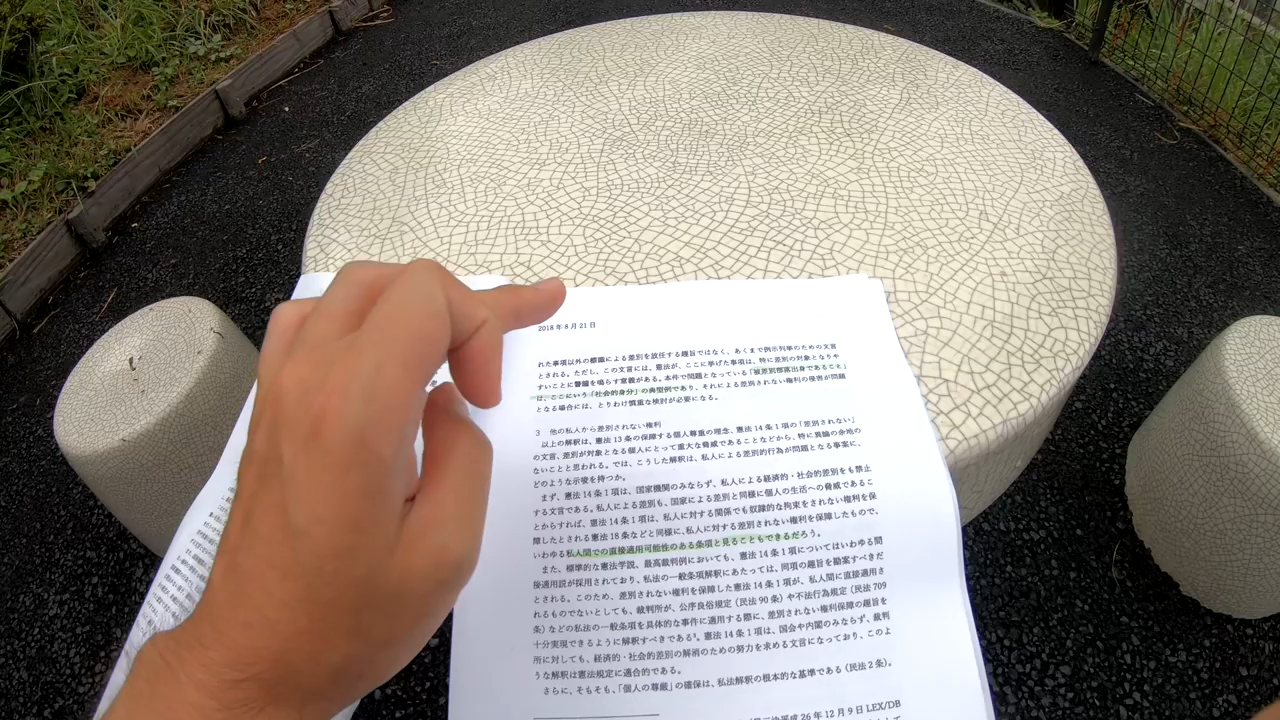 2018 年 8 月 21 日
れた事項以外の標識による差別を放任する趣旨ではなく、あくまで例示列挙のための文言
とされる。ただし、この文言には、憲法が、ここに挙げた事項は、特に差別の対象となりや
すいことに警鐘を鳴らす意義がある。本件で問題となっている「被差別部落出身であること」
は、ここにいう「社会的身分」の典型例であり、それによる差別されない権利の侵害が問題
となる場合には、とりわけ慎重な検討が必要になる。
3 他の私人から差別されない権利
以上の解釈は、憲法 13 条の保障する個人尊重の理念、憲法 14 条 1 項の「差別されない」
の文言、差別が対象となる個人にとって重大な脅威であることなどから、特に異論の余地の
ないことと思われる。では、こうした解釈は、私人による差別的行為が問題となる事案に、
どのような示唆を持つか。
まず、憲法 14 条 1 項は、国家機関のみならず、私人による経済的・社会的差別をも禁止
する文言である。私人による差別も、国家による差別と同様に個人の生活への脅威であるこ
とからすれば、憲法 14 条 1 項は、私人に対する関係でも奴隷的な拘束をされない権利を保
障したとされる憲法 18 条などと同様に、私人に対する差別されない権利を保障したもので、
いわゆる私人間での直接適用可能性のある条項と見ることもできるだろう。
また、標準的な憲法学説、最高裁判例においても、憲法 14 条 1 項についてはいわゆる間
接適用説が採用されており、私法の一般条項解釈にあたっては、同項の趣旨を勘案すべきだ
とされる。このため、差別されない権利を保障した憲法 14 条 1 項が、私人間に直接適用さ
れるものでないとしても、裁判所が、公序良俗規定（民法 90 条）や不法行為規定（民法 709
条）などの私法の一般条項を具体的な事件に適用する際に、差別されない権利保障の趣旨を
十分実現できるように解釈すべきである⁵。憲法 14 条 1 項は、国会や内閣のみならず、裁判
所に対しても、経済的・社会的差別の解消のための努力を求める文言になっており、このよ
うな解釈は憲法規定に適合的である。
さらに、そもそも、「個人の尊厳」の確保は、私法解釈の根本的な基準である（民法 2 条）。
平成 26 年 12 月 9 日 LEX/DB